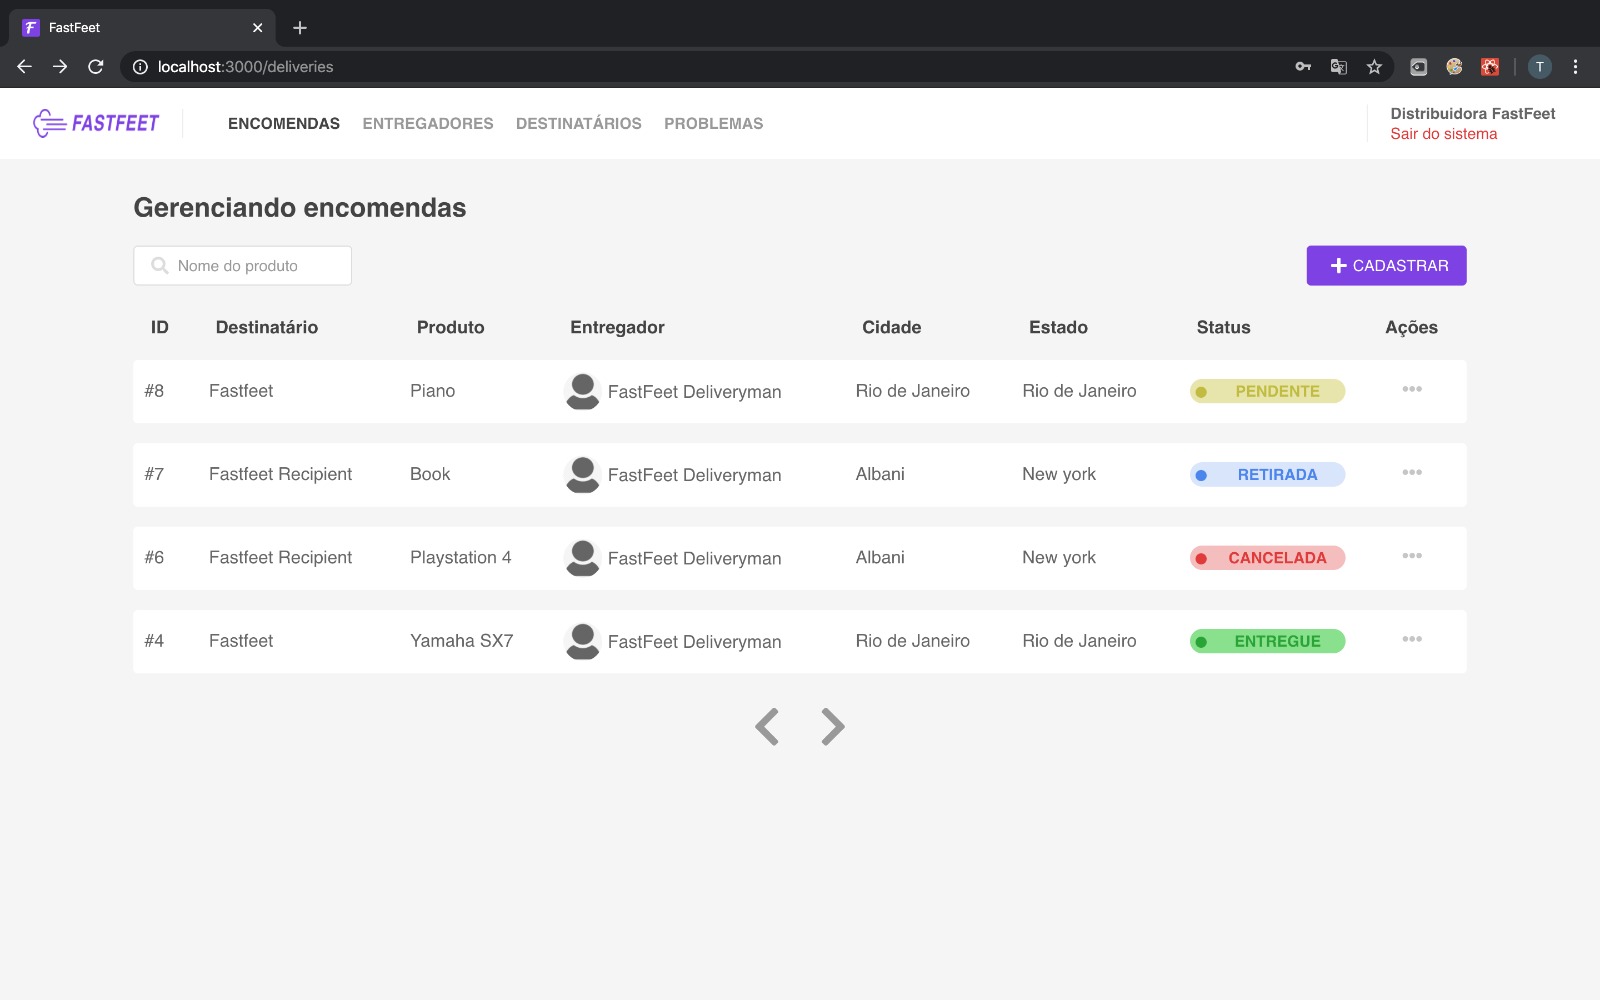 FastFeet
localhost:3000/deliveries
T
FASTFEET
ENCOMENDAS ENTREGADORES DESTINATÁRIOS PROBLEMAS
Distribuidora FastFeet
Sair do sistema
Gerenciando encomendas
Nome do produto
CADASTRAR
ID Destinatário Produto Entregador Cidade Estado Status Ações
#8 Fastfeet Piano FastFeet Deliveryman Rio de Janeiro Rio de Janeiro PENDENTE
#7 Fastfeet Recipient Book FastFeet Deliveryman Albani New york RETIRADA
#6 Fastfeet Recipient Playstation 4 FastFeet Deliveryman Albani New york CANCELADA
#4 Fastfeet Yamaha SX7 FastFeet Deliveryman Rio de Janeiro Rio de Janeiro ENTREGUE